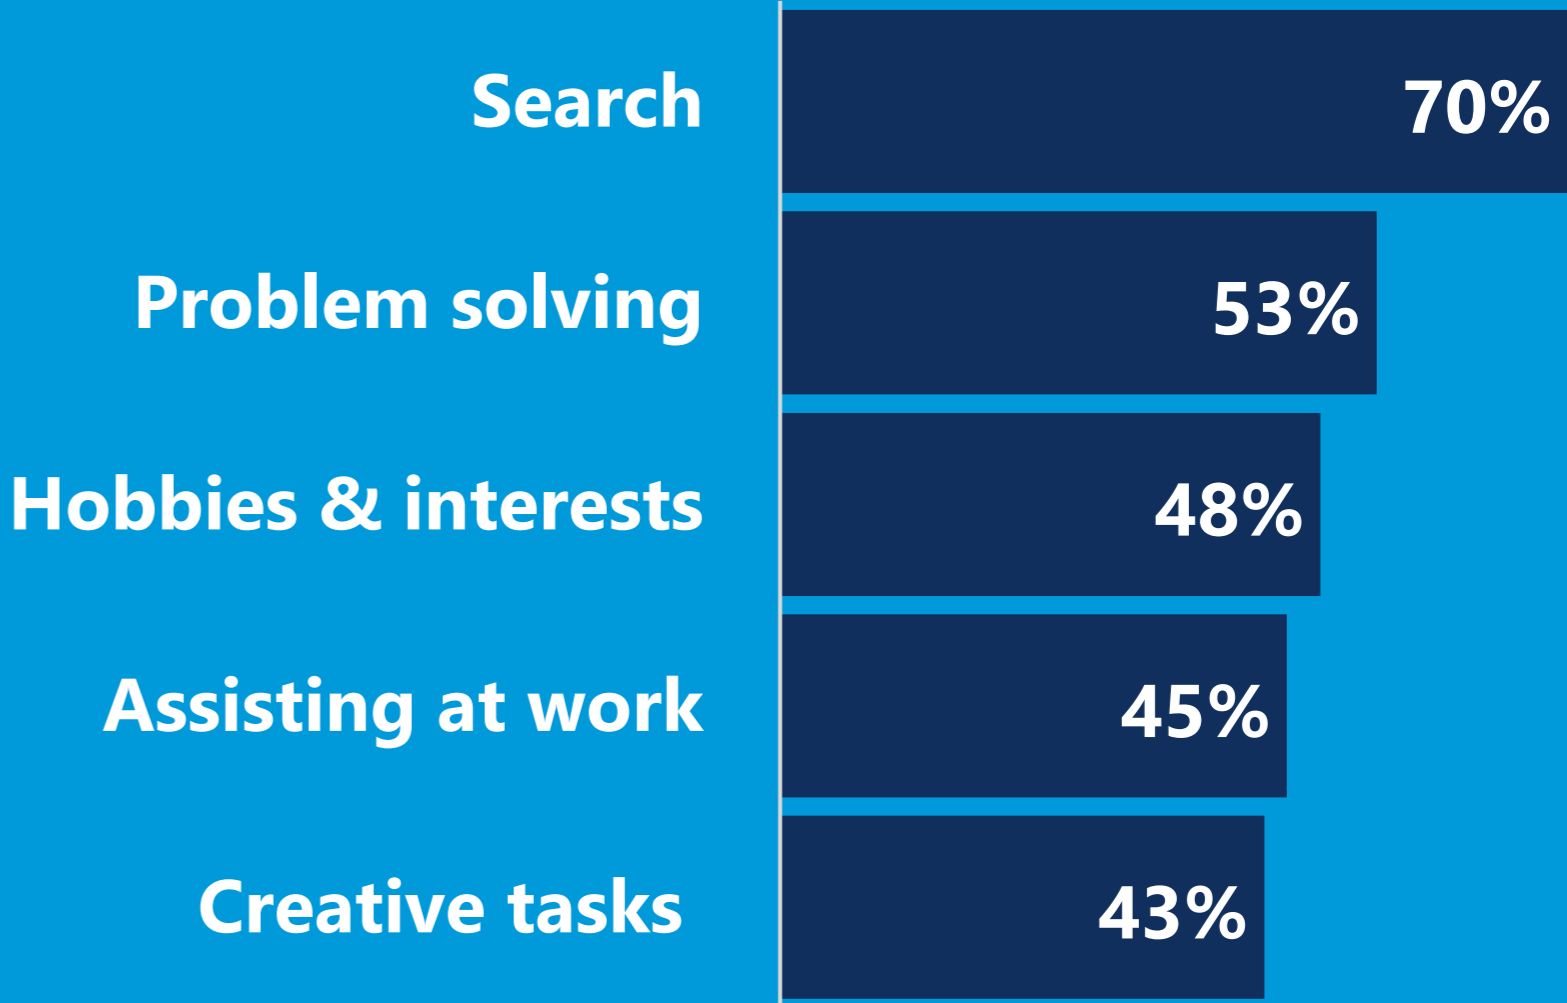 Search 70%
Problem solving 53%
Hobbies & interests 48%
Assisting at work 45%
Creative tasks 43%